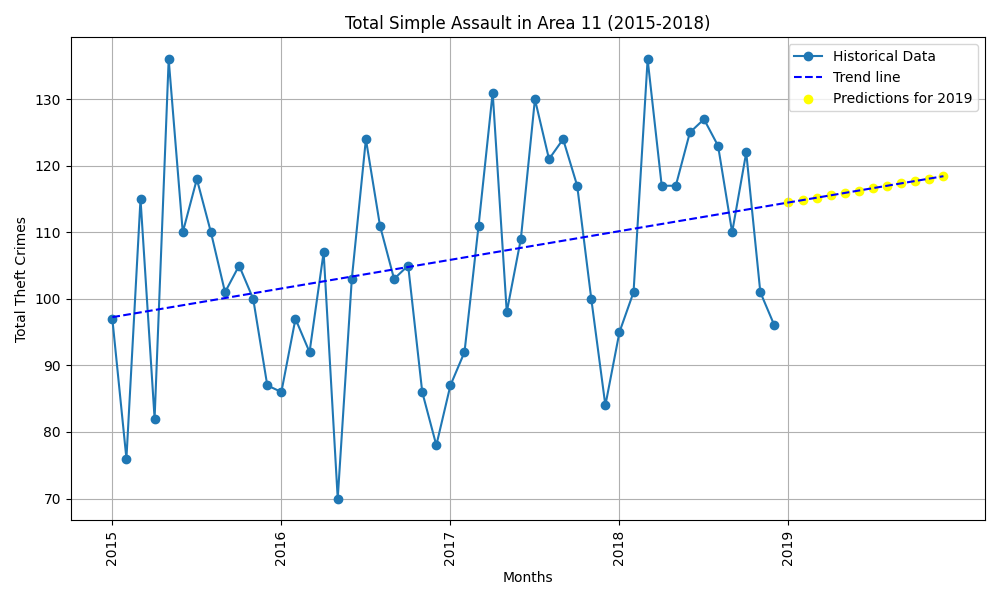 Total Simple Assault in Area 11 (2015-2018)
Historical Data
Trend line
Predictions for 2019
Total Theft Crimes
130
120
110
100
90
80
70
2015
2016
2017
2018
2019
Months